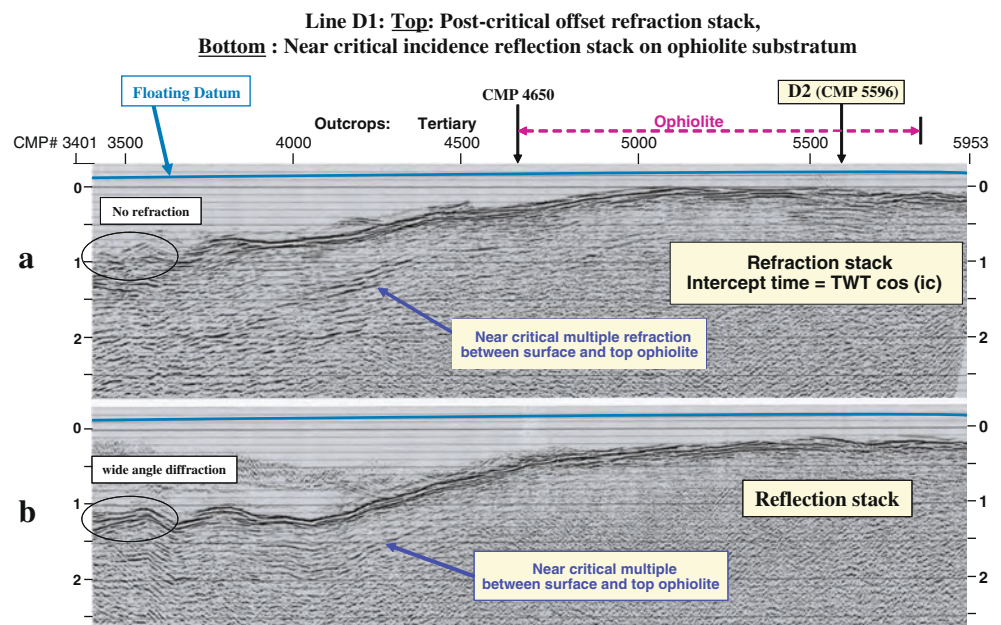 Line D1: Top: Post-critical offset refraction stack,
Bottom : Near critical incidence reflection stack on ophiolite substratum
Floating Datum
CMP 4650
D2 (CMP 5596)
Outcrops: Tertiary
Ophiolite
CMP# 3401 3500 4000 4500 5000 5500 5953
0 0
No refraction
a
1 1
Refraction stack
Intercept time = TWT cos (ic)
Near critical multiple refraction
between surface and top ophiolite
2 2
0 0
wide angle diffraction
b
1 1
Reflection stack
Near critical multiple
between surface and top ophiolite
2 2